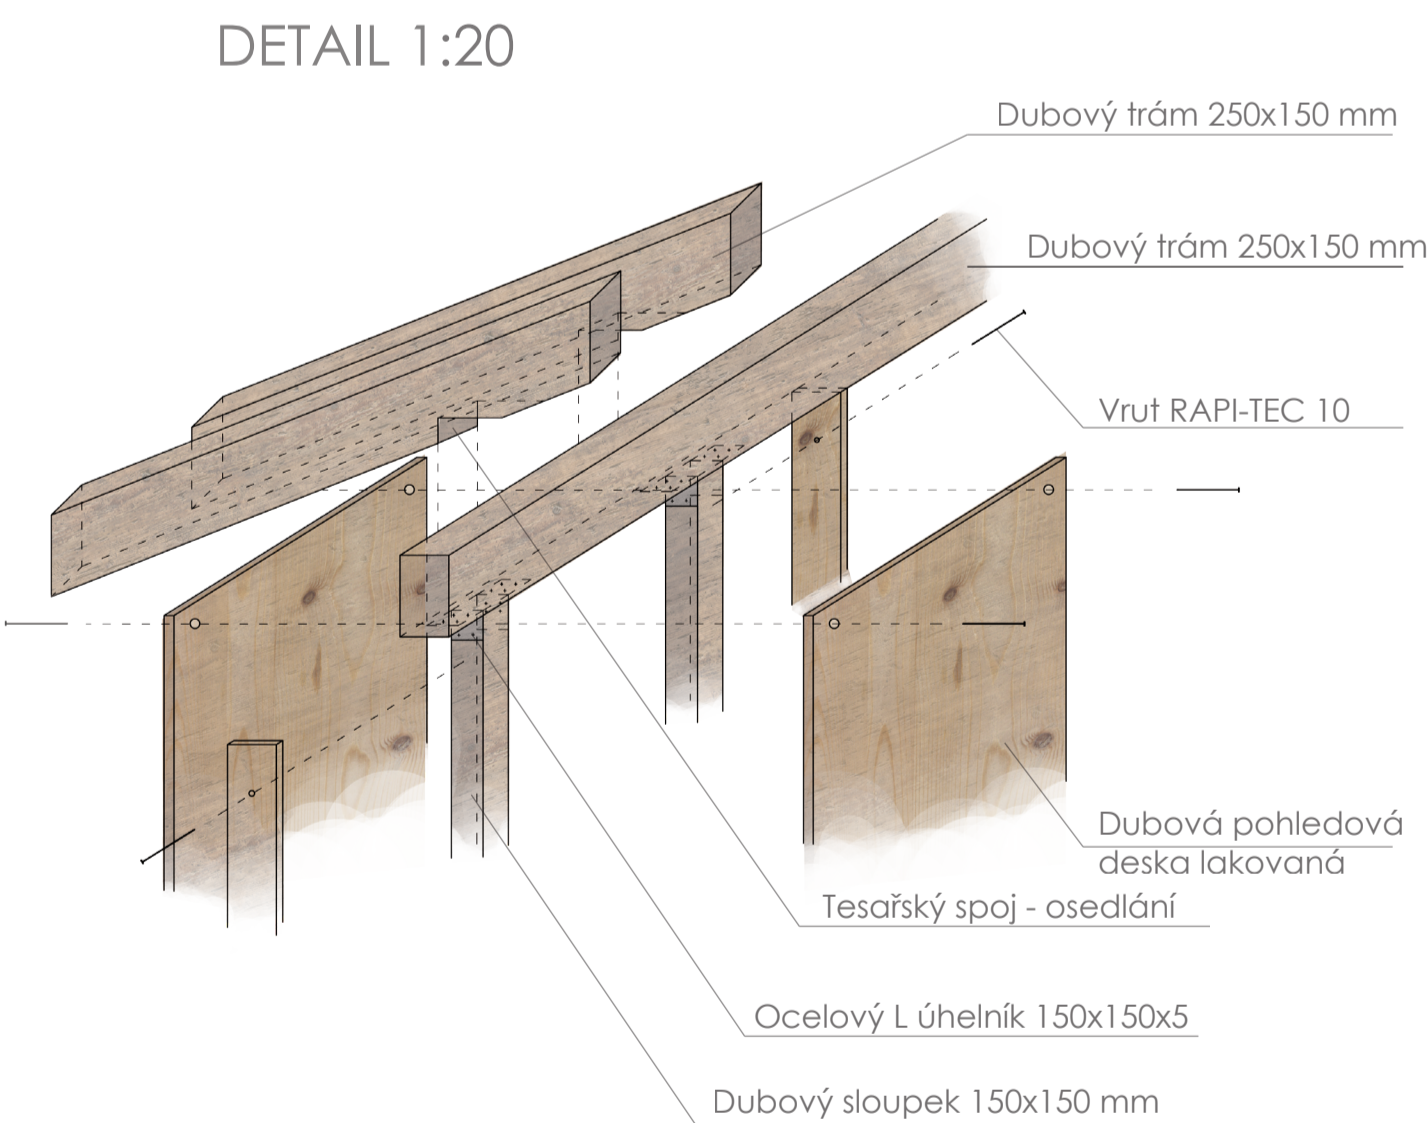 DETAIL 1:20
Dubový trám 250x150 mm
Dubový trám 250x150 mm
Vrut RAPI-TEC 10
Dubová pohledová
deska lakovaná
Tesařský spoj - osedlání
Ocelový L úhelník 150x150x5
Dubový sloupek 150x150 mm